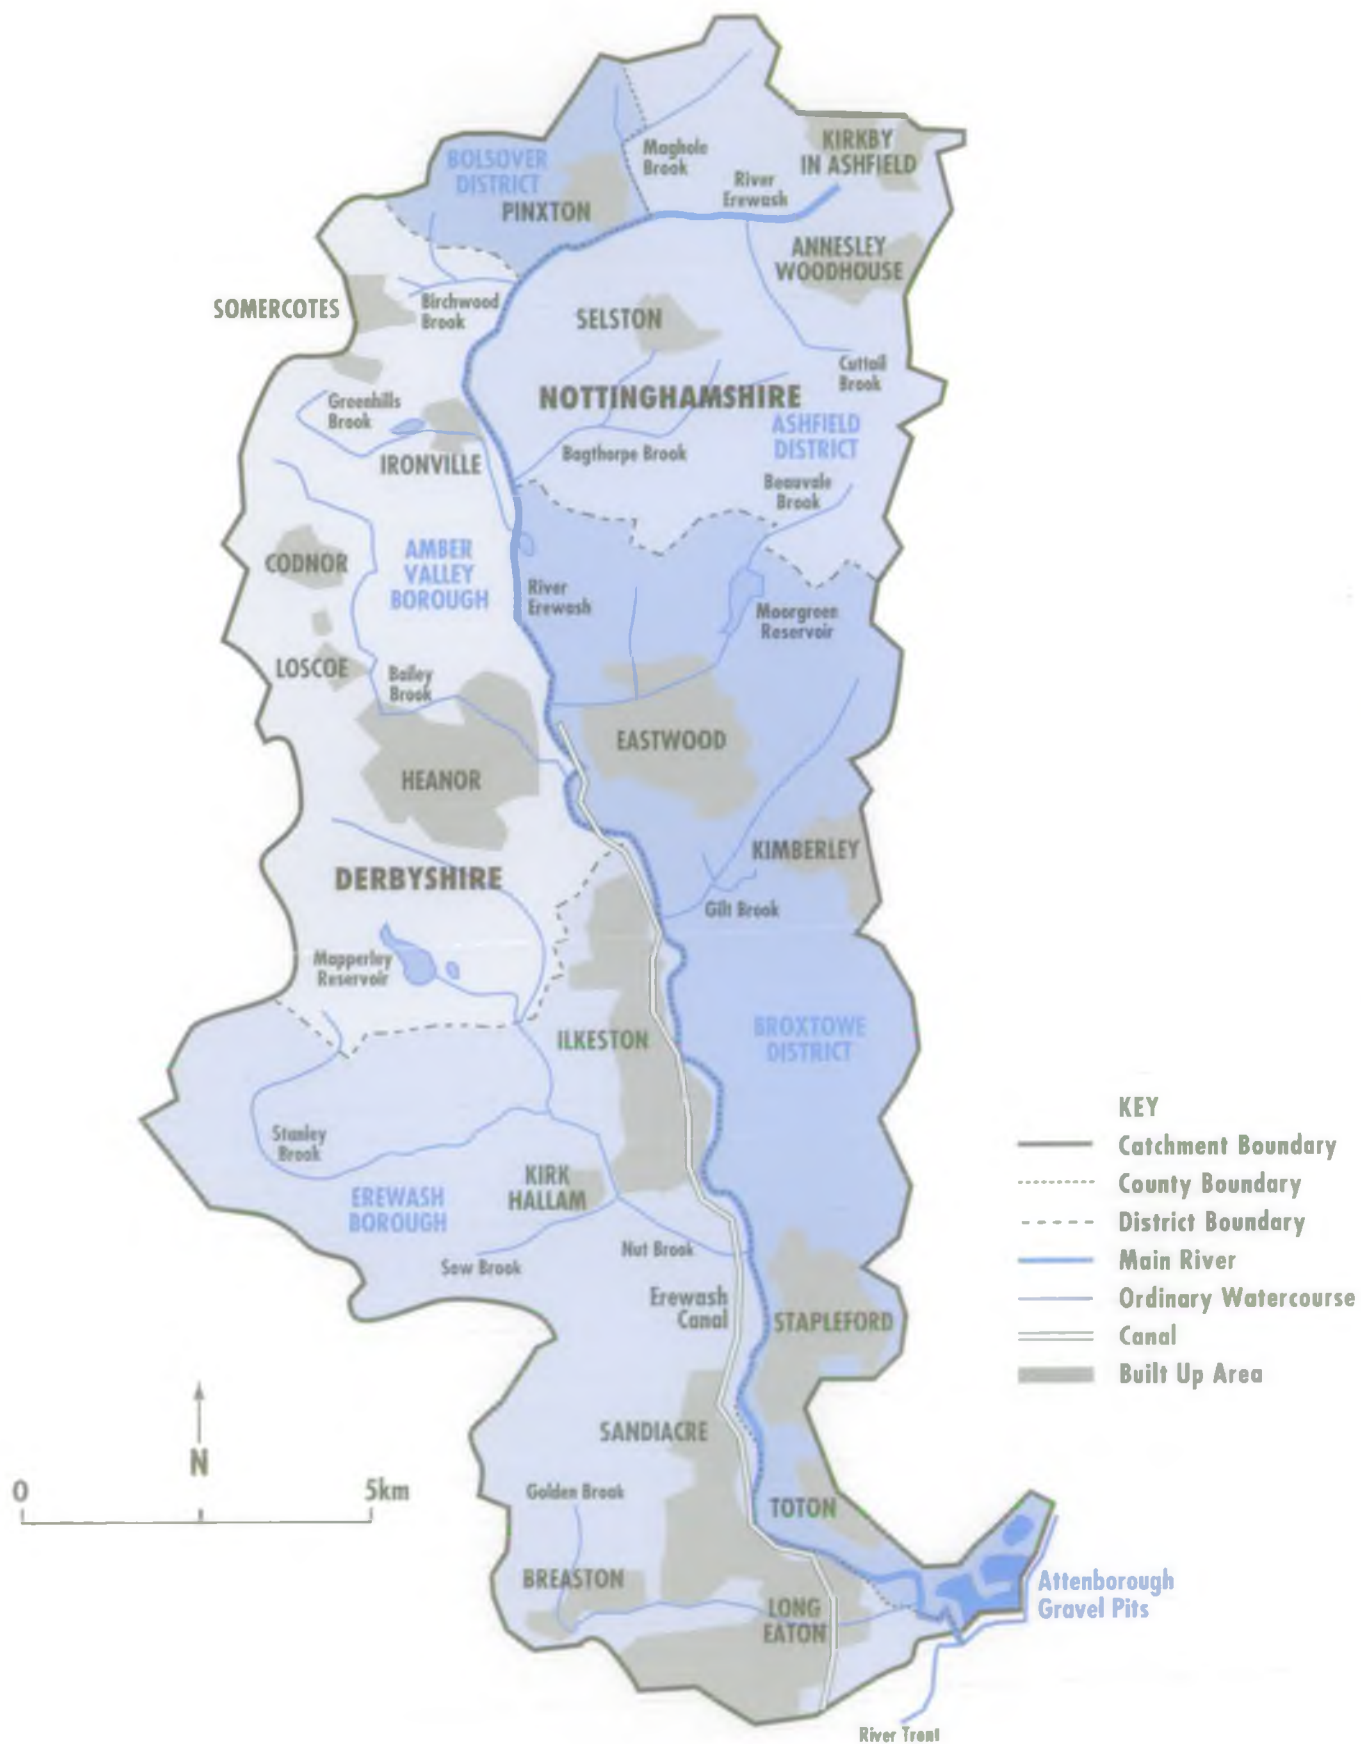 KIRKBY
IN ASHFIELD
Maghole
Brook
BOLSOVER
DISTRICT
PINXTON
River
Erewash
ANNESLEY
WOODHOUSE
SOMERCOTES
Birchwood
Brook
SELSTON
Cuttail
Brook
Greenhills
Brook
NOTTINGHAMSHIRE
ASHFIELD
DISTRICT
IRONVILLE
Bagthorpe Brook
Beauvale
Brook
CODNOR
AMBER
VALLEY
BOROUGH
River
Erewash
Moorgreen
Reservoir
LOSCOE
Bailey
Brook
EASTWOOD
HEANOR
KIMBERLEY
DERBYSHIRE
Gilt Brook
Mapperley
Reservoir
ILKESTON
BROXTOWE
DISTRICT
Stanley
Brook
KIRK
HALLAM
EREWASH
BOROUGH
Nut Brook
Sow Brook
Erewash
Canal
STAPLEFORD
SANDIACRE
Golden Brook
TOTON
BREASTON
LONG
EATON
Attenborough
Gravel Pits
River Trent
N
0 5km
KEY
Catchment Boundary
County Boundary
District Boundary
Main River
Ordinary Watercourse
Canal
Built Up Area